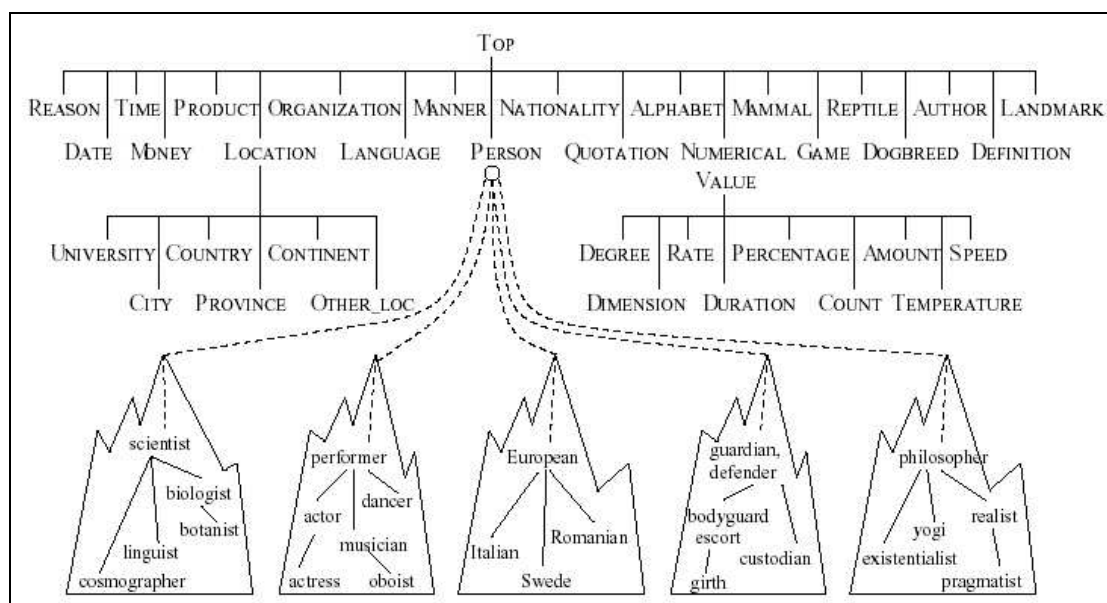 TOP
REASON TIME PRODUCT ORGANIZATION MANNER NATIONALITY ALPHABET MAMMAL REPTILE AUTHOR LANDMARK
DATE MONEY LOCATION LANGUAGE PERSON QUOTATION NUMERICAL VALUE GAME DOGBREED DEFINITION
UNIVERSITY COUNTRY CONTINENT
CITY PROVINCE OTHER_LOC
DEGREE RATE PERCENTAGE AMOUNT SPEED
DIMENSION DURATION COUNT TEMPERATURE
scientist
biologist
botanist
linguist
cosmographer
performer
dancer
actor
musician
actress
oboist
European
Romanian
Italian
Swede
guardian,
defender
bodyguard
escort
custodian
girth
philosopher
realist
yogi
existentialist
pragmatist